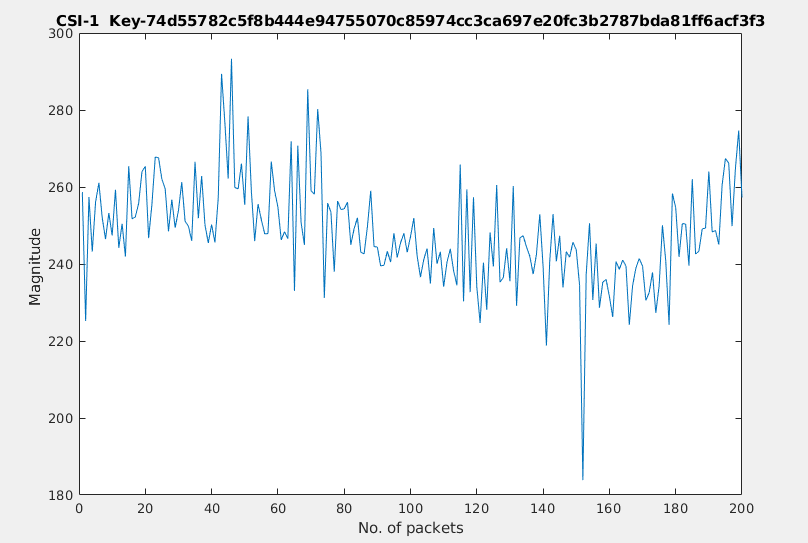 CSI-1 Key-74d55782c5f8b444e94755070c85974cc3ca697e20fc3b2787bda81ff6acf3f3
300
280
260
240
220
200
180
Magnitude
0 20 40 60 80 100 120 140 160 180 200
No. of packets